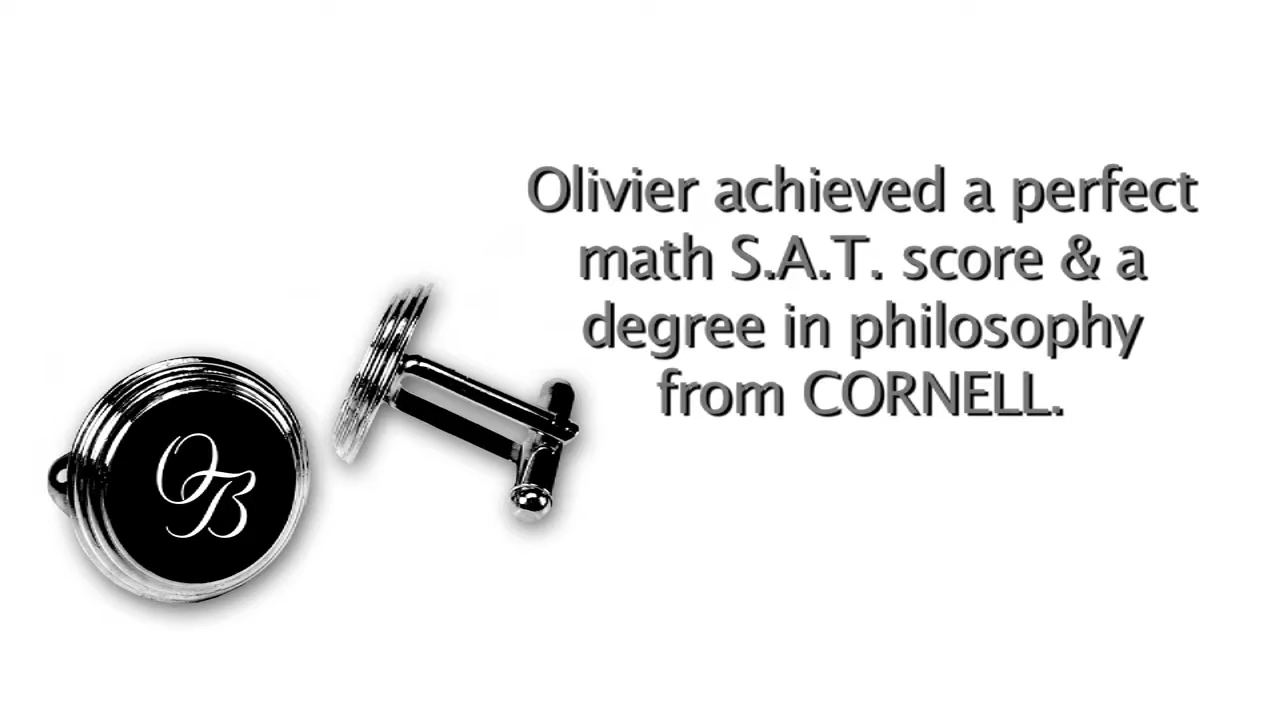 Olivier achieved a perfect
math S.A.T. score & a
degree in philosophy
from CORNELL.
OB